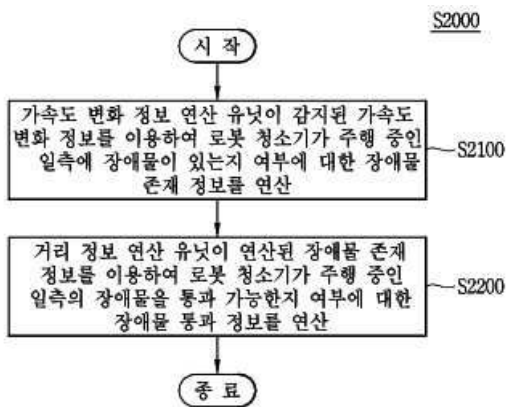 S2000
시 작
가속도 변화 정보 연산 유닛이 감지된 가속도
변화 정보를 이용하여 로봇 청소기가 주행 중인
일측에 장애물이 있는지 여부에 대한 장애물
존재 정보를 연산
S2100
거리 정보 연산 유닛이 연산된 장애물 존재
정보를 이용하여 로봇 청소기가 주행 중인
일측의 장애물을 통과 가능한지 여부에 대한
장애물 통과 정보를 연산
S2200
종 료